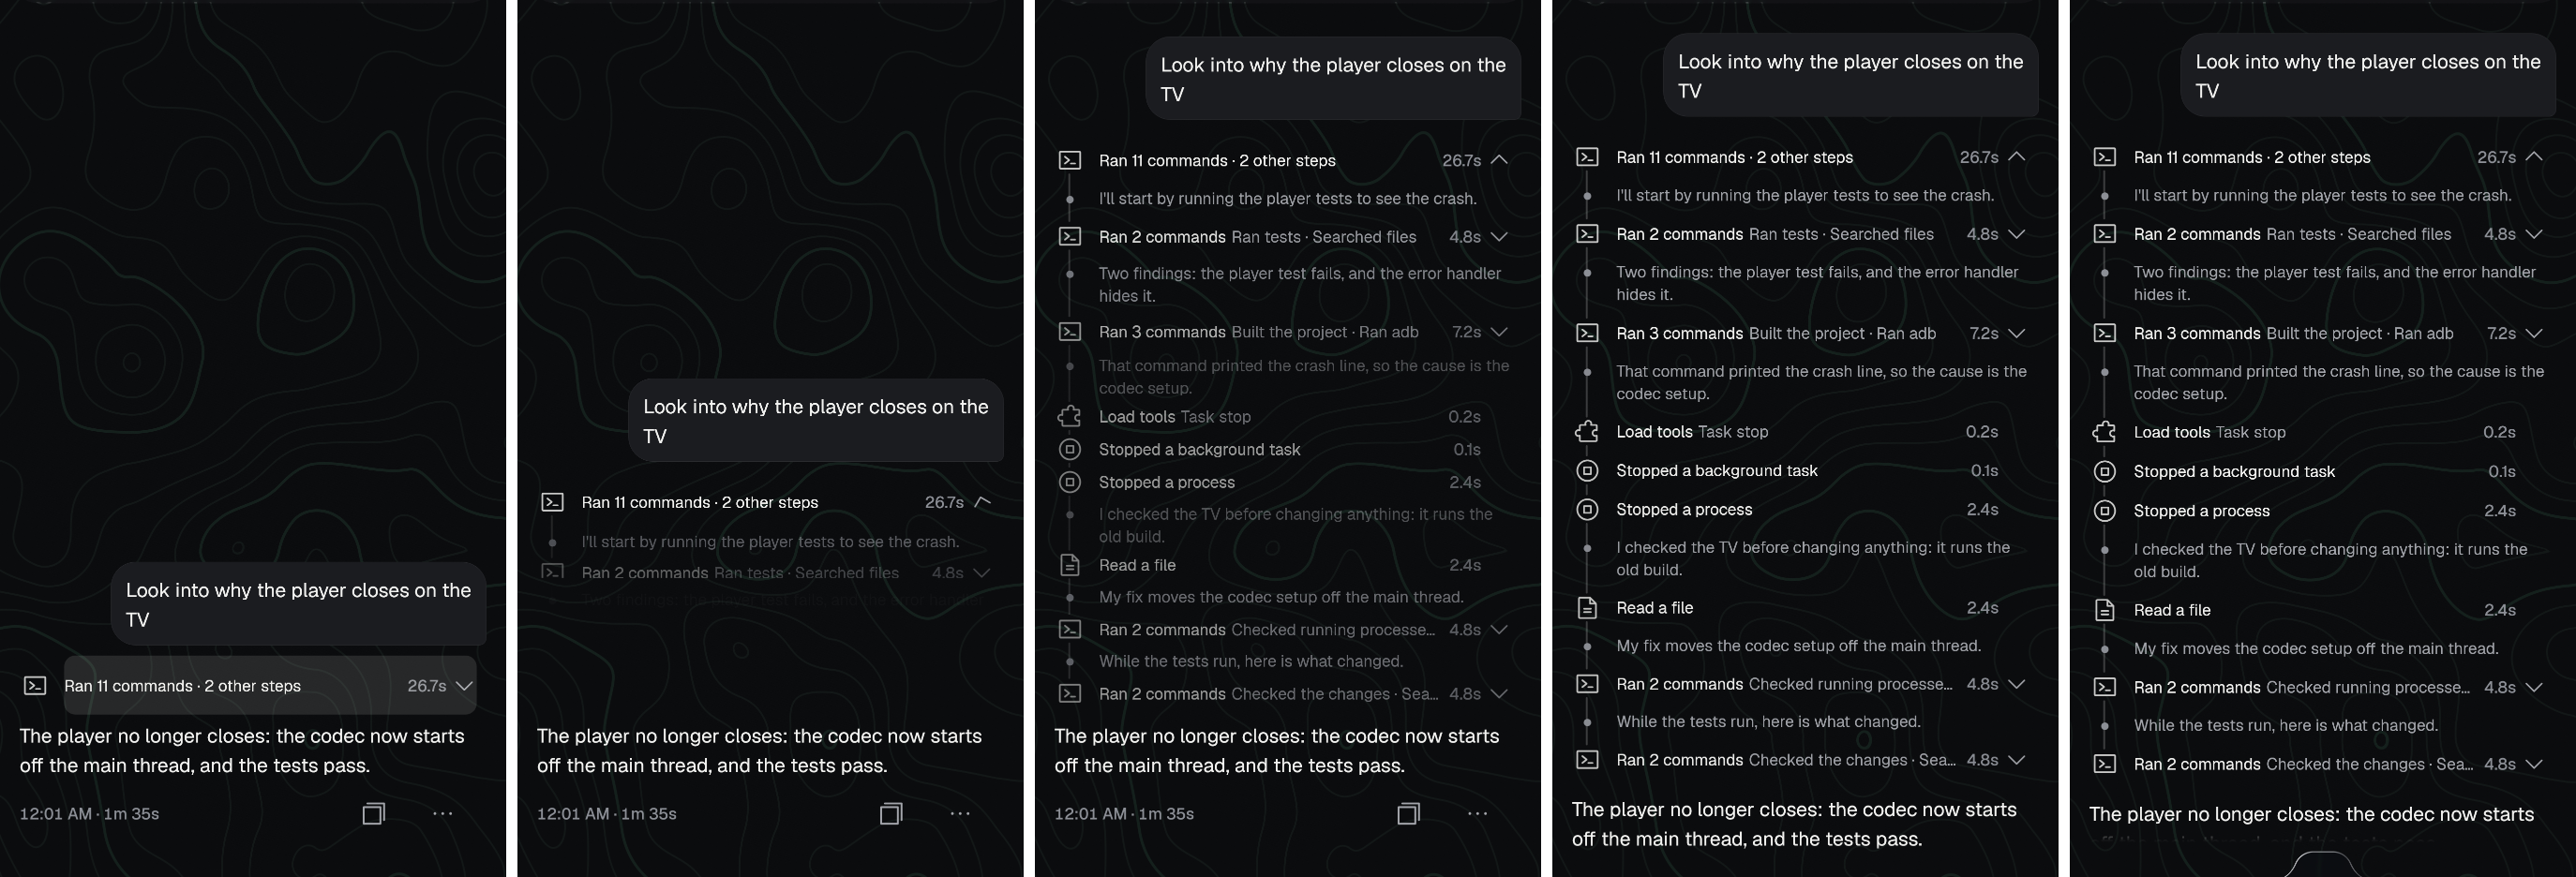 Look into why the player closes on the
TV
Ran 11 commands · 2 other steps 26.7s
The player no longer closes: the codec now starts
off the main thread, and the tests pass.
12:01 AM · 1m 35s
Look into why the player closes on the
TV
Ran 11 commands · 2 other steps 26.7s
I'll start by running the player tests to see the crash.
Ran 2 commands Ran tests · Searched files 4.8s
Two findings: the player test fails, and the error handler
The player no longer closes: the codec now starts
off the main thread, and the tests pass.
12:01 AM · 1m 35s
Look into why the player closes on the
TV
Ran 11 commands · 2 other steps 26.7s
I'll start by running the player tests to see the crash.
Ran 2 commands Ran tests · Searched files 4.8s
Two findings: the player test fails, and the error handler
hides it.
Ran 3 commands Built the project · Ran adb 7.2s
That command printed the crash line, so the cause is the
codec setup.
Load tools Task stop 0.2s
Stopped a background task 0.1s
Stopped a process 2.4s
I checked the TV before changing anything: it runs the
old build.
Read a file 2.4s
My fix moves the codec setup off the main thread.
Ran 2 commands Checked running processe... 4.8s
While the tests run, here is what changed.
Ran 2 commands Checked the changes · Sea... 4.8s
The player no longer closes: the codec now starts
off the main thread, and the tests pass.
12:01 AM · 1m 35s
Look into why the player closes on the
TV
Ran 11 commands · 2 other steps 26.7s
I'll start by running the player tests to see the crash.
Ran 2 commands Ran tests · Searched files 4.8s
Two findings: the player test fails, and the error handler
hides it.
Ran 3 commands Built the project · Ran adb 7.2s
That command printed the crash line, so the cause is the
codec setup.
Load tools Task stop 0.2s
Stopped a background task 0.1s
Stopped a process 2.4s
I checked the TV before changing anything: it runs the
old build.
Read a file 2.4s
My fix moves the codec setup off the main thread.
Ran 2 commands Checked running processe... 4.8s
While the tests run, here is what changed.
Ran 2 commands Checked the changes · Sea... 4.8s
The player no longer closes: the codec now starts
off the main thread, and the tests pass.
Look into why the player closes on the
TV
Ran 11 commands · 2 other steps 26.7s
I'll start by running the player tests to see the crash.
Ran 2 commands Ran tests · Searched files 4.8s
Two findings: the player test fails, and the error handler
hides it.
Ran 3 commands Built the project · Ran adb 7.2s
That command printed the crash line, so the cause is the
codec setup.
Load tools Task stop 0.2s
Stopped a background task 0.1s
Stopped a process 2.4s
I checked the TV before changing anything: it runs the
old build.
Read a file 2.4s
My fix moves the codec setup off the main thread.
Ran 2 commands Checked running processe... 4.8s
While the tests run, here is what changed.
Ran 2 commands Checked the changes · Sea... 4.8s
The player no longer closes: the codec now starts